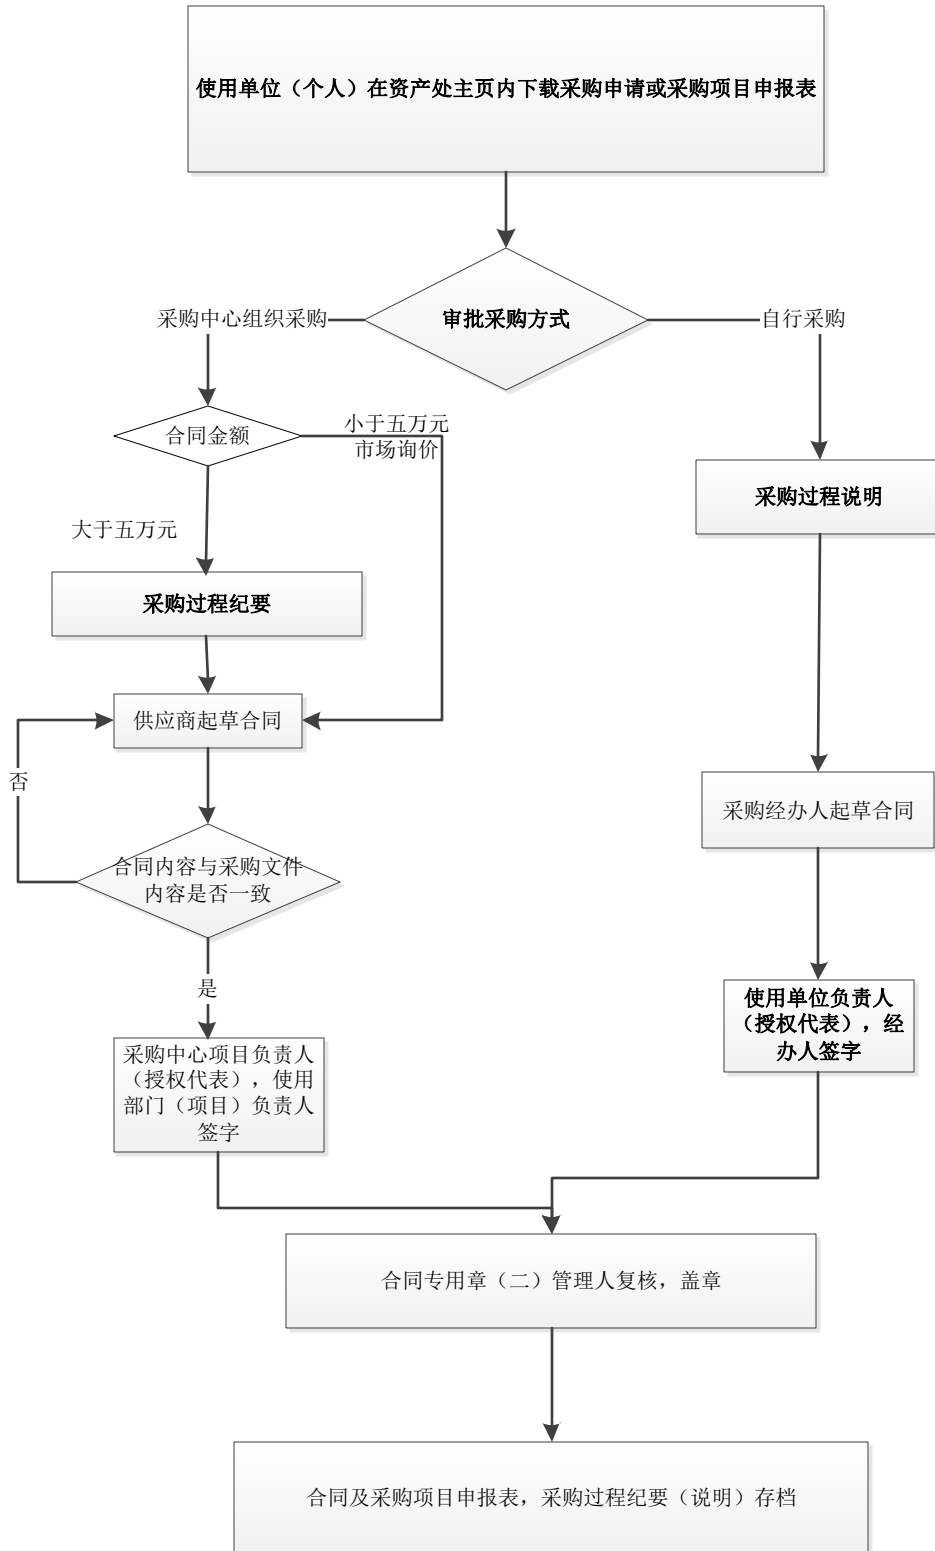 使用单位（个人）在资产处主页内下载采购申请或采购项目申报表
采购中心组织采购
审批采购方式
自行采购
合同金额
小于五万元
市场询价
采购过程说明
大于五万元
采购过程纪要
供应商起草合同
否
采购经办人起草合同
合同内容与采购文件
内容是否一致
是
使用单位负责人
（授权代表），经
办人签字
采购中心项目负责人
（授权代表），使用
部门（项目）负责人
签字
合同专用章（二）管理人复核，盖章
合同及采购项目申报表，采购过程纪要（说明）存档